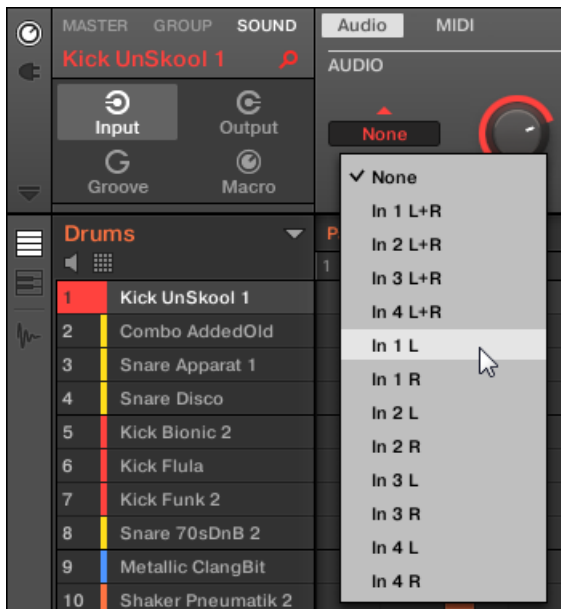 MASTER GROUP SOUND Audio MIDI
Kick UnSkool 1
AUDIO
Input Output
None
Groove Macro
None
In 1 L+R
In 2 L+R
In 3 L+R
In 4 L+R
In 1 L
In 1 R
In 2 L
In 2 R
In 3 L
In 3 R
In 4 L
In 4 R
Drums
1
1 Kick UnSkool 1
2 Combo AddedOld
3 Snare Apparat 1
4 Snare Disco
5 Kick Bionic 2
6 Kick Flula
7 Kick Funk 2
8 Snare 70sDnB 2
9 Metallic ClangBit
10 Shaker Pneumatik 2